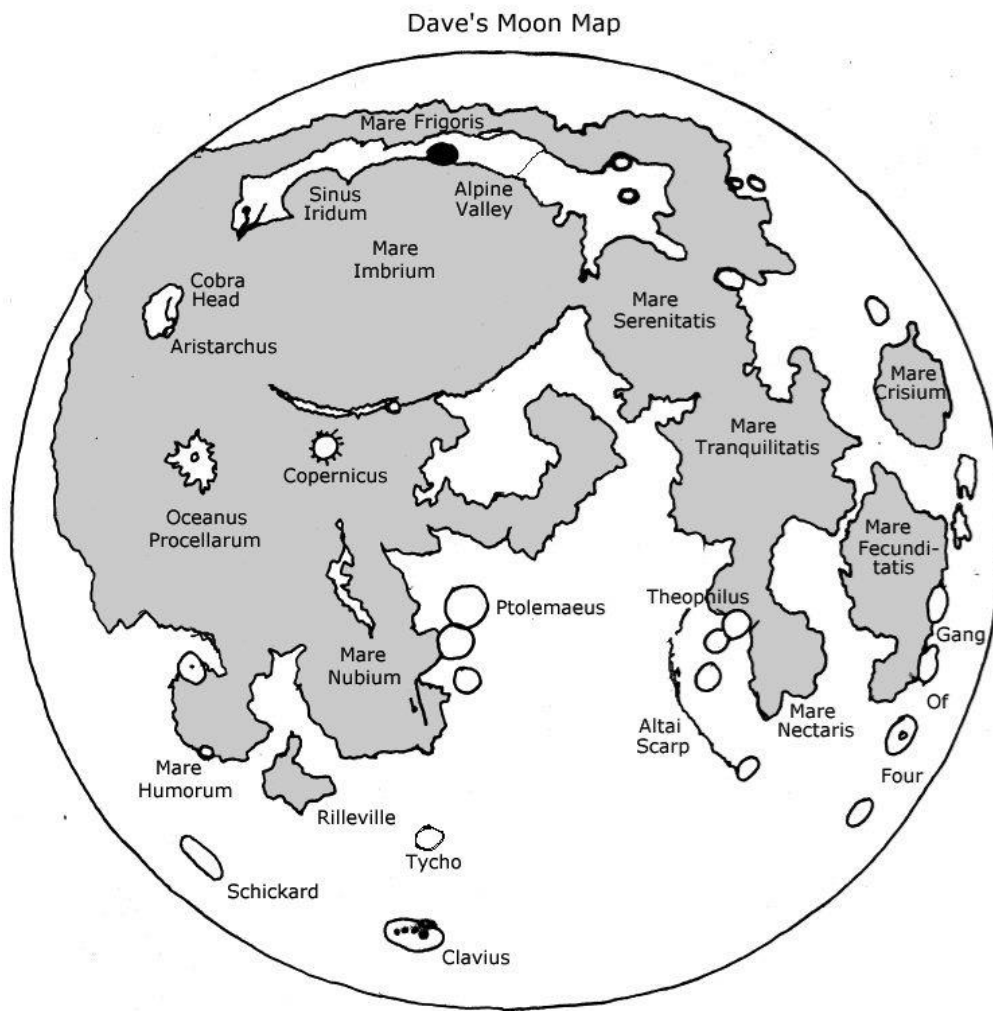 Dave's Moon Map
Mare Frigoris
Sinus
Iridum
Alpine
Valley
Mare
Imbrium
Cobra
Head
Aristarchus
Mare
Serenitatis
Mare
Crisium
Mare
Tranquilitatis
Copernicus
Oceanus
Procellarum
Mare
Fecundi-
tatis
Theophilus
Ptolemaeus
Gang
Mare
Nubium
Of
Mare
Nectaris
Altai
Scarp
Four
Mare
Humorum
Rilleville
Tycho
Schickard
Clavius